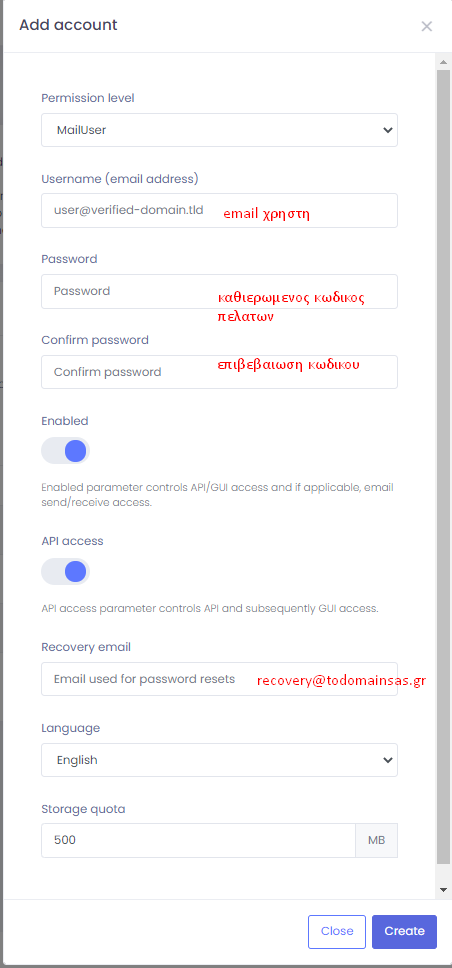 Add account
×
Permission level
MailUser
Username (email address)
user@verified-domain.tld email χρηστη
Password
Password καθιερωμενος κωδικος
πελατων
Confirm password
Confirm password επιβεβαιωση κωδικου
Enabled
Enabled parameter controls API/GUI access and if applicable, email
send/receive access.
API access
API access parameter controls API and subsequently GUI access.
Recovery email
Email used for password resets recovery@todomainsas.gr
Language
English
Storage quota
500 MB
Close Create